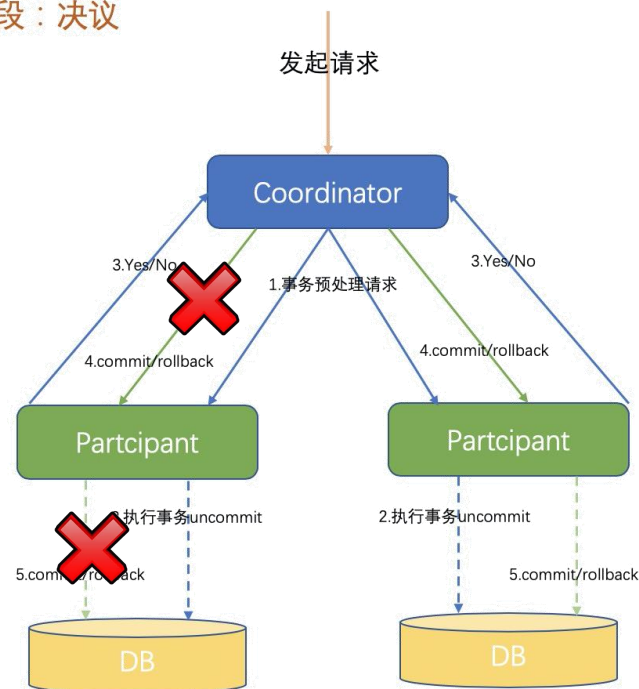 段：决议
发起请求
Coordinator
3.Yes/No
1.事务预处理请求
3.Yes/No
4.commit/rollback
4.commit/rollback
Partcipant
Partcipant
执行事务uncommit
2.执行事务uncommit
5.commit/rollback
5.commit/rollback
DB
DB